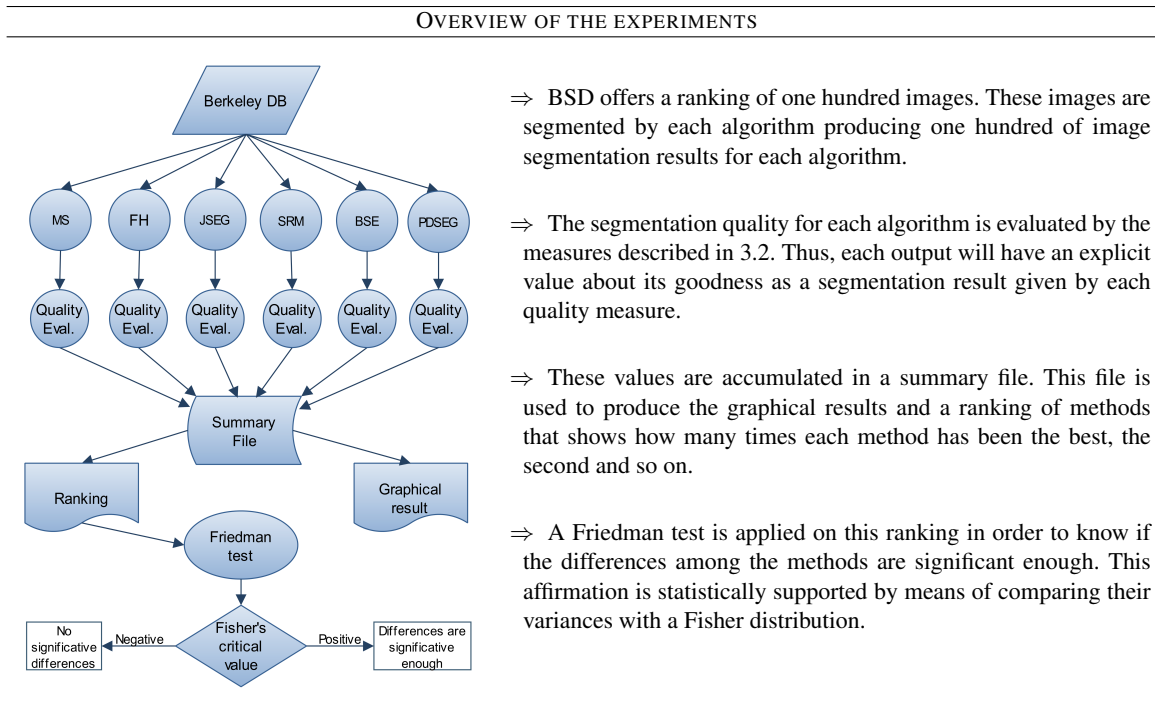 OVERVIEW OF THE EXPERIMENTS
Berkeley DB
MS
FH
JSEG
SRM
BSE
PDSEG
Quality
Eval.
Quality
Eval.
Quality
Eval.
Quality
Eval.
Quality
Eval.
Quality
Eval.
Summary
File
Ranking
Graphical
result
Friedman
test
Fisher's
critical
value
Negative
Positive
No
significative
differences
Differences are
significative
enough
⇒ BSD offers a ranking of one hundred images. These images are
segmented by each algorithm producing one hundred of image
segmentation results for each algorithm.
⇒ The segmentation quality for each algorithm is evaluated by the
measures described in 3.2. Thus, each output will have an explicit
value about its goodness as a segmentation result given by each
quality measure.
⇒ These values are accumulated in a summary file. This file is
used to produce the graphical results and a ranking of methods
that shows how many times each method has been the best, the
second and so on.
⇒ A Friedman test is applied on this ranking in order to know if
the differences among the methods are significant enough. This
affirmation is statistically supported by means of comparing their
variances with a Fisher distribution.